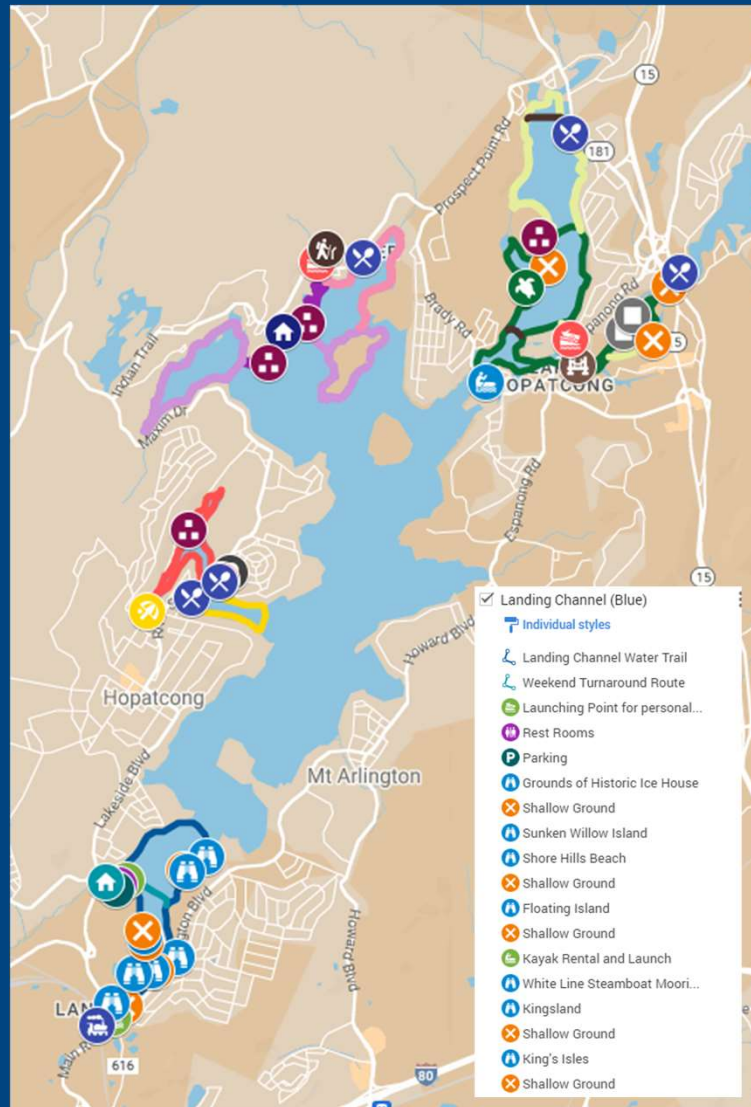 15
Prospect Point Rd
181
Brady Rd
Indian Trail
5
OPATCONG
Maxim Dr
Espanong Rd
15
Howard Blvd
Hopatcong
Lakeside Blvd
Mt Arlington
Howard Blvd
LAN
Main R
616
80
Landing Channel (Blue)
Individual styles
Landing Channel Water Trail
Weekend Turnaround Route
Launching Point for personal...
Rest Rooms
Parking
Grounds of Historic Ice House
Shallow Ground
Sunken Willow Island
Shore Hills Beach
Shallow Ground
Floating Island
Shallow Ground
Kayak Rental and Launch
White Line Steamboat Moori...
Kingsland
Shallow Ground
King's Isles
Shallow Ground